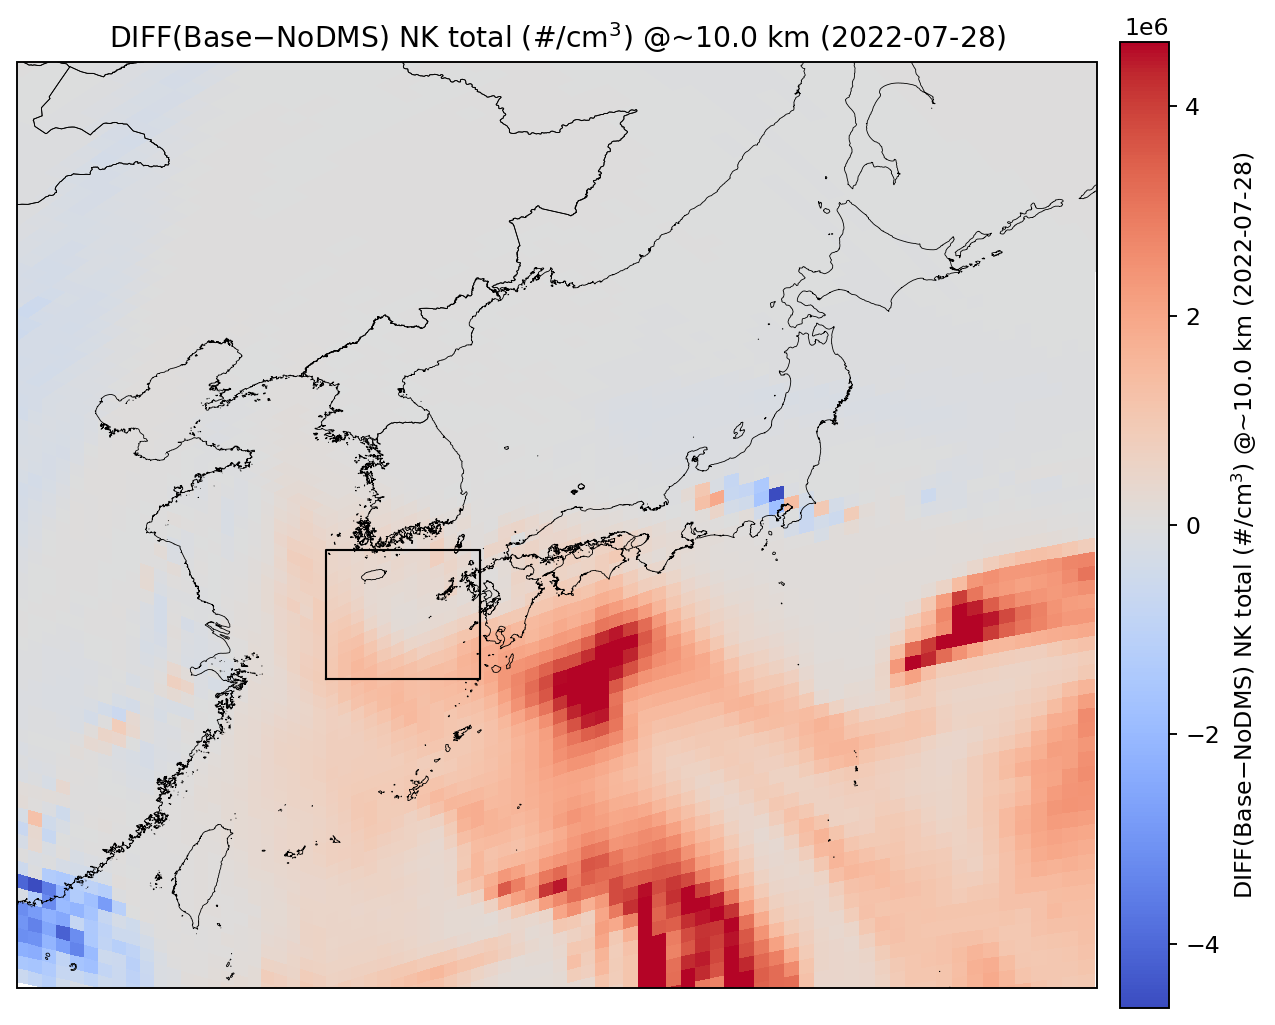 DIFF(Base−NoDMS) NK total (#/cm³) @~10.0 km (2022-07-28)
1e6
4
2
0
−2
−4
DIFF(Base−NoDMS) NK total (#/cm³) @~10.0 km (2022-07-28)